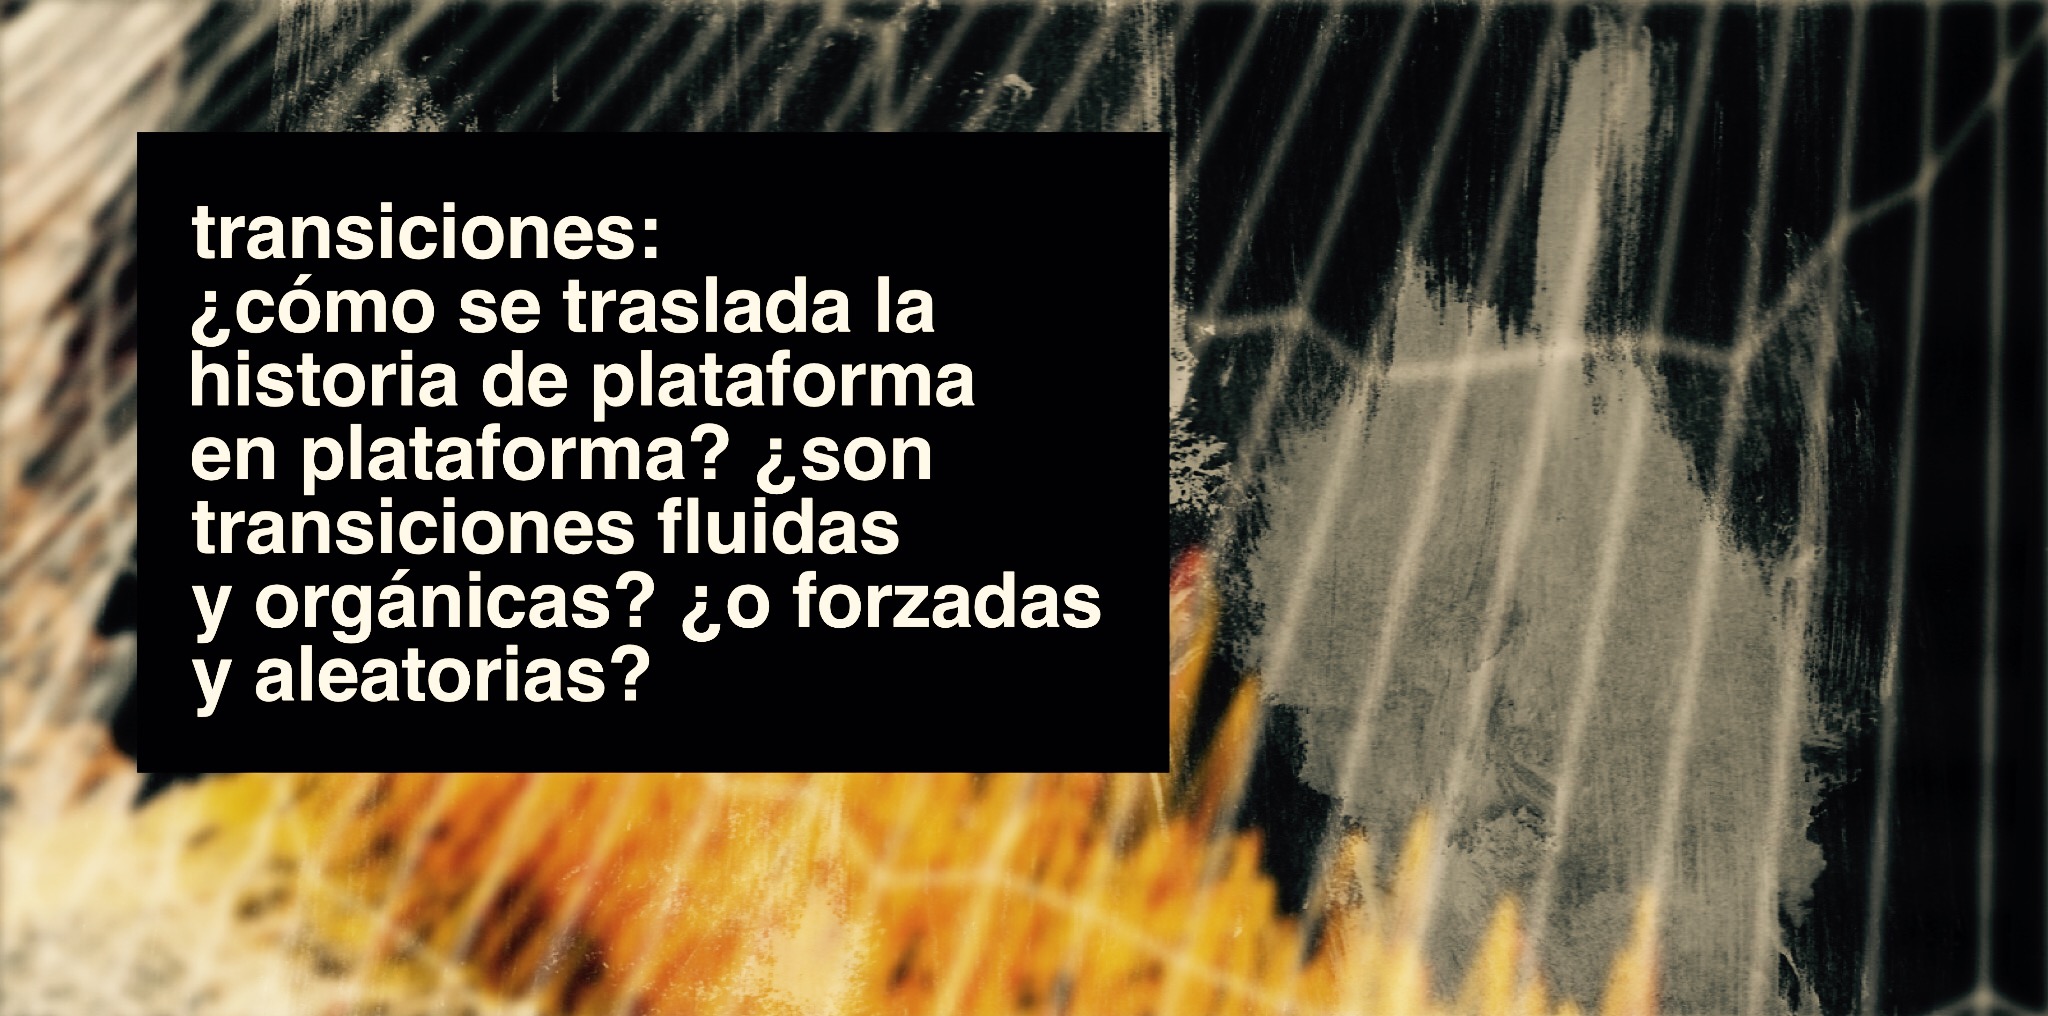 transiciones:
¿cómo se traslada la
historia de plataforma
en plataforma? ¿son
transiciones fluidas
y orgánicas? ¿o forzadas
y aleatorias?